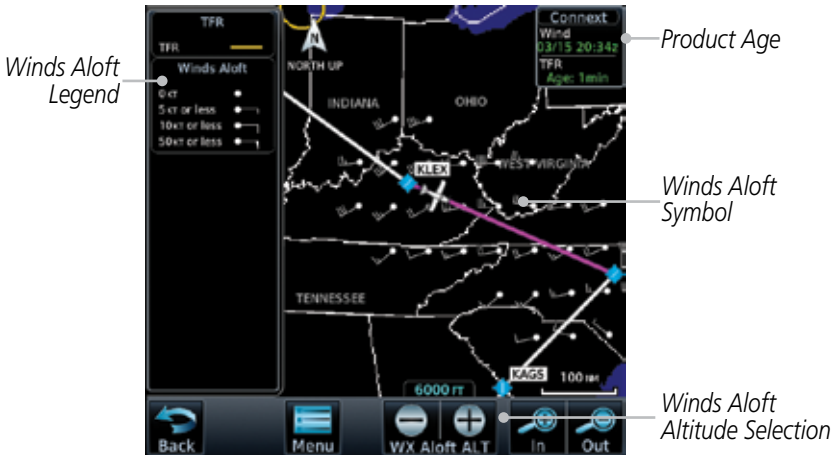 TFR
TFR
Winds Aloft
0 KT
5 KT or less
10 KT or less
50 KT or less
Winds Aloft
Legend
N
NORTH UP
INDIANA
OHIO
WEST VIRGINIA
KLEX
TENNESSEE
KAGS
100 NM
6000 FT
Connext
Wind
03/15 20:34z
TFR
Age: 1min
Product Age
Winds Aloft
Symbol
Winds Aloft
Altitude Selection
Back
Menu
WX Aloft ALT
In
Out